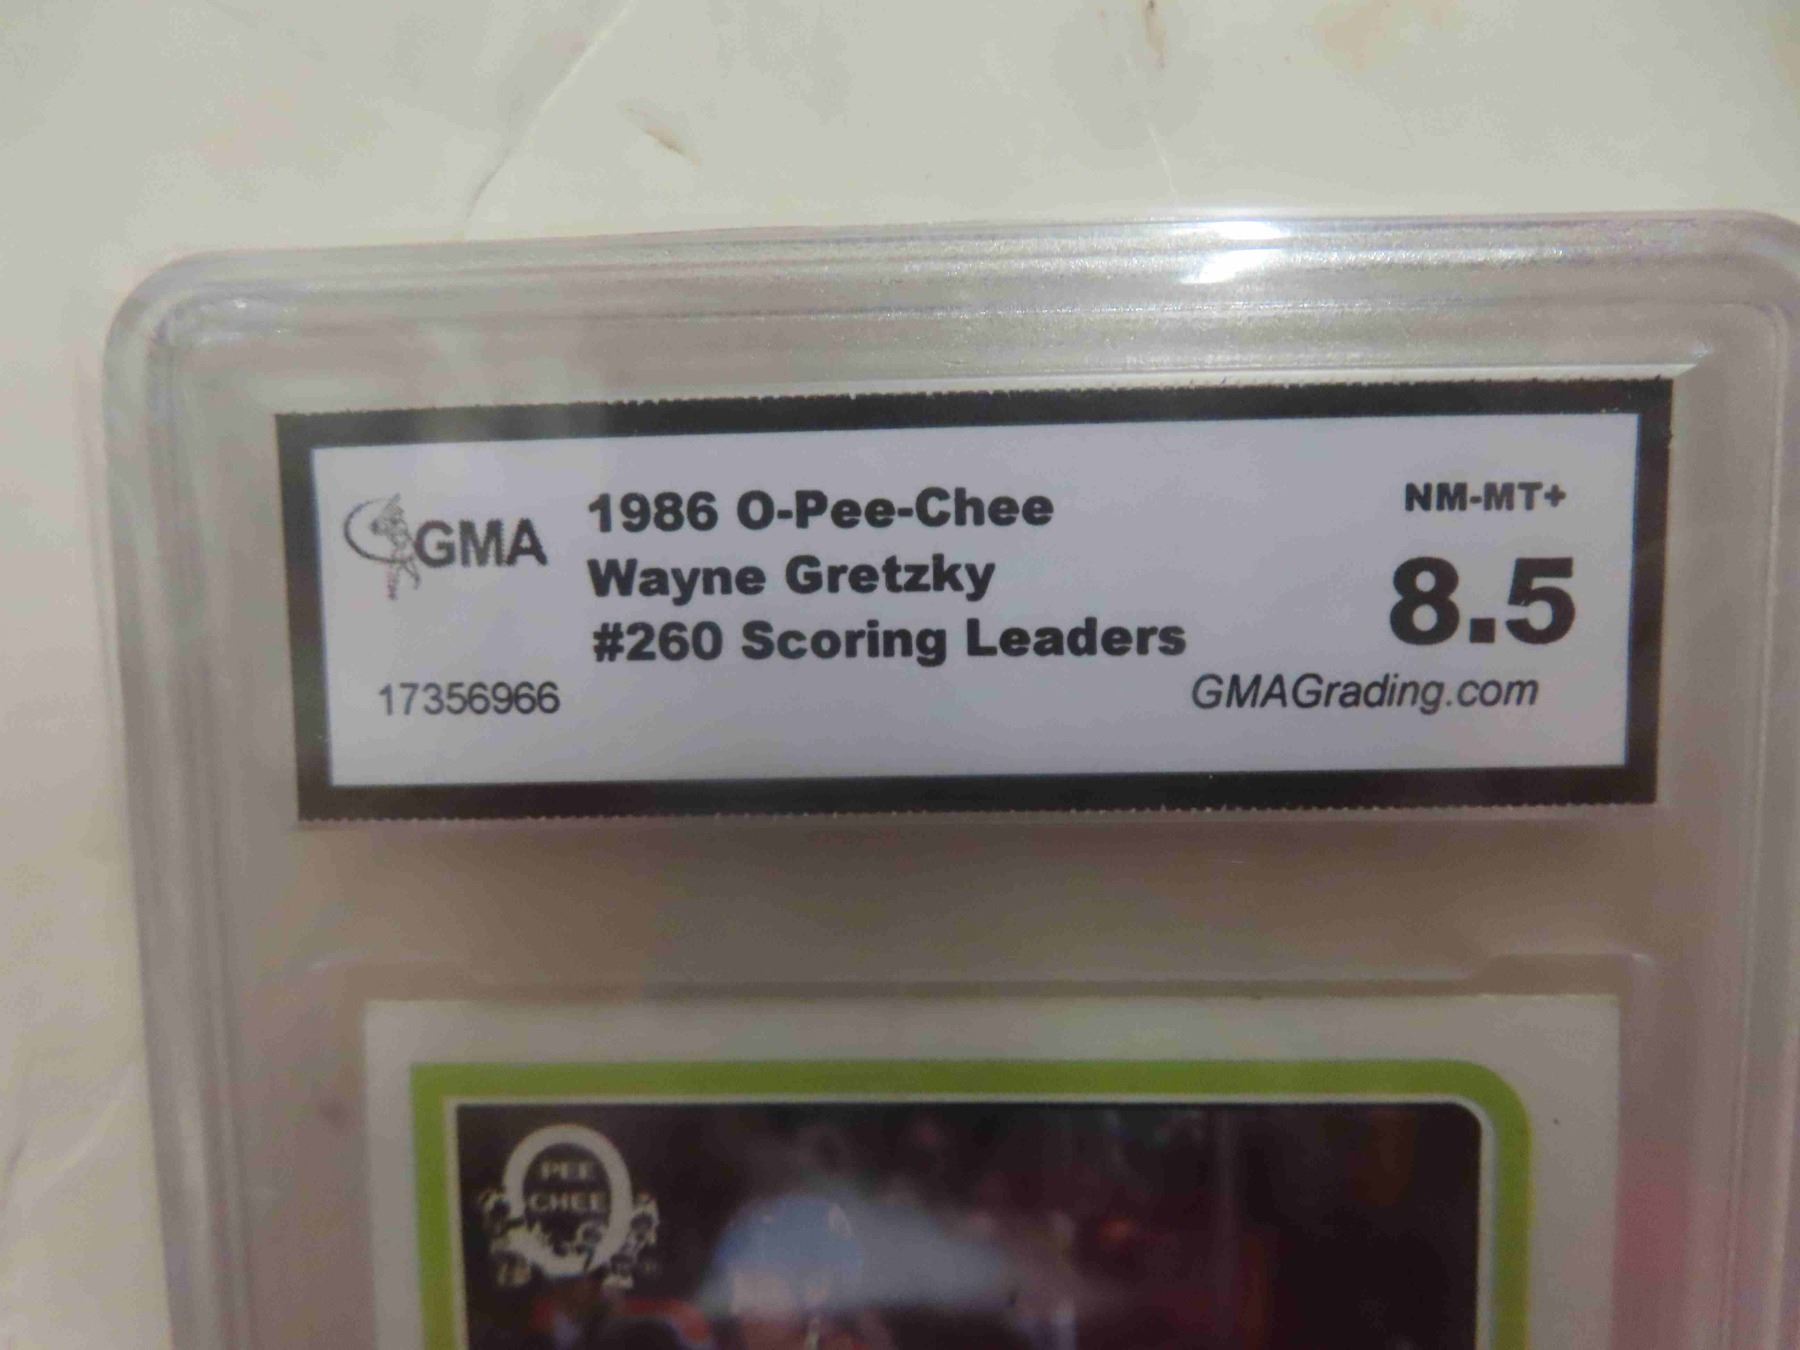 GMA
1986 O-Pee-Chee
Wayne Gretzky
#260 Scoring Leaders
17356966
NM-MT+
8.5
GMAGrading.com
O
PEE
CHEE